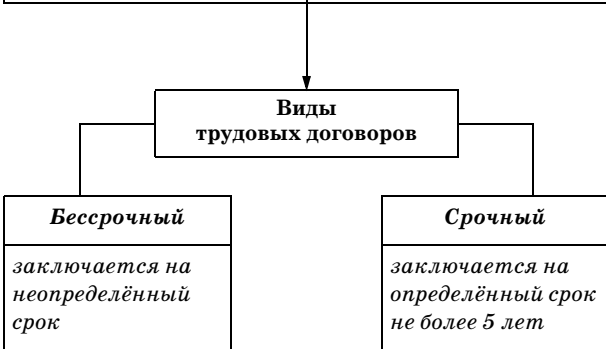 Виды
трудовых договоров
Бессрочный
заключается на
неопределённый
срок
Срочный
заключается на
определённый срок
не более 5 лет